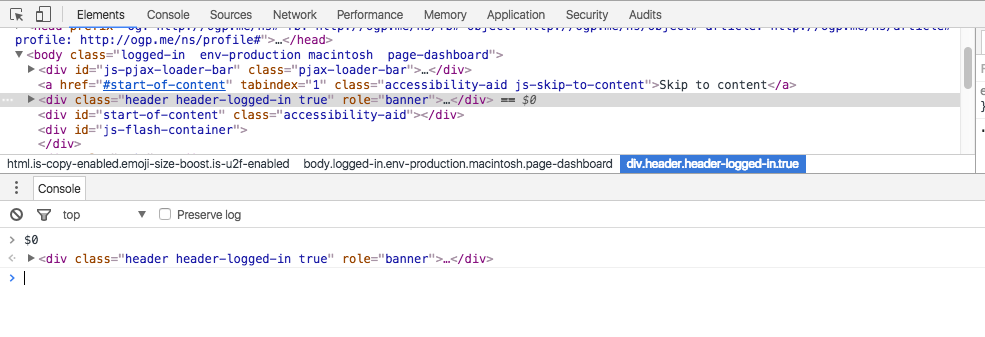 Elements Console Sources Network Performance Memory Application Security Audits
profile: http://ogp.me/ns/profile#">…</head>
▼<body class="logged-in  env-production macintosh  page-dashboard">
▶<div id="js-pjax-loader-bar" class="pjax-loader-bar">…</div>
<a href="#start-of-content" tabindex="1" class="accessibility-aid js-skip-to-content">Skip to content</a>
… ▶<div class="header header-logged-in true" role="banner">…</div> == $0
<div id="start-of-content" class="accessibility-aid"></div>
<div id="js-flash-container">
</div>
html.is-copy-enabled.emoji-size-boost.is-u2f-enabled body.logged-in.env-production.macintosh.page-dashboard div.header.header-logged-in.true
Console
top ▼ Preserve log
> $0
▶<div class="header header-logged-in true" role="banner">…</div>
>